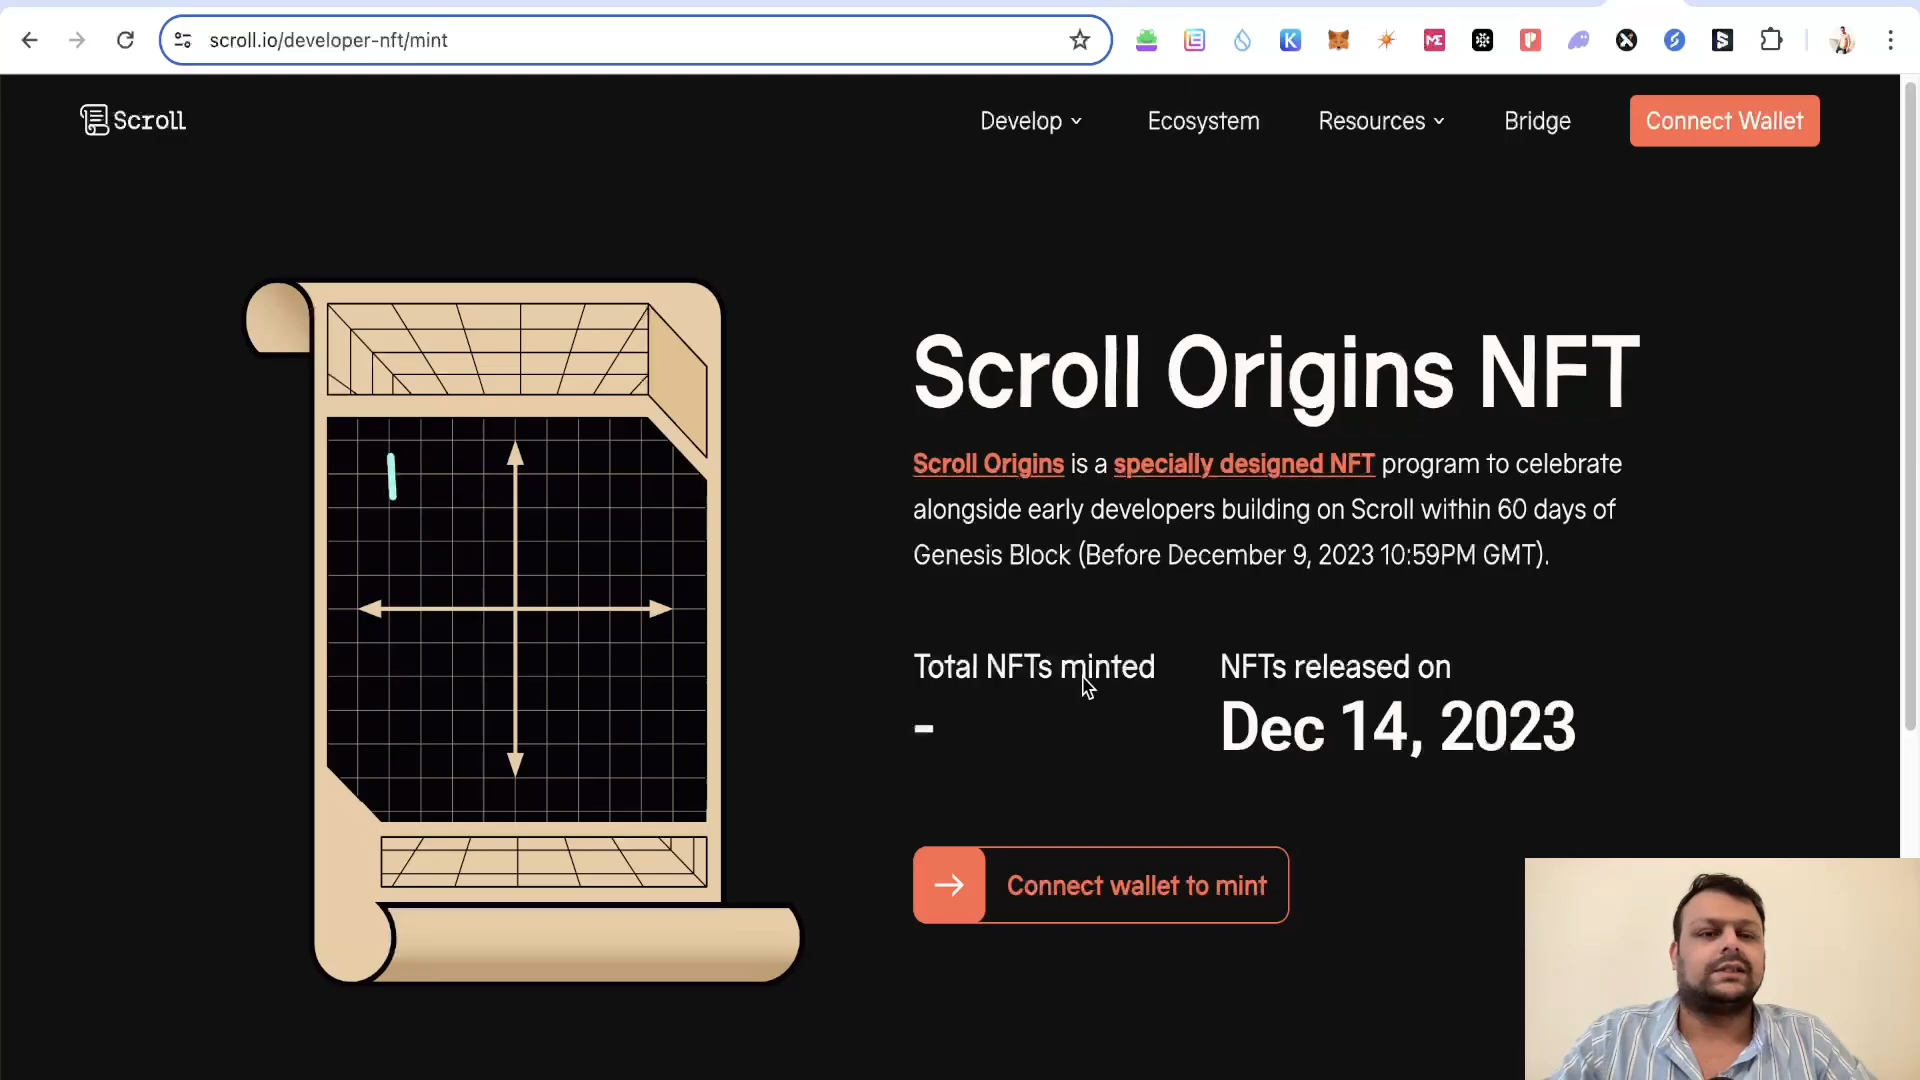 scroll.io/developer-nft/mint
Scroll
Develop
Ecosystem
Resources
Bridge
Connect Wallet
Scroll Origins NFT
Scroll Origins is a specially designed NFT program to celebrate
alongside early developers building on Scroll within 60 days of
Genesis Block (Before December 9, 2023 10:59PM GMT).
Total NFTs minted
-
NFTs released on
Dec 14, 2023
Connect wallet to mint